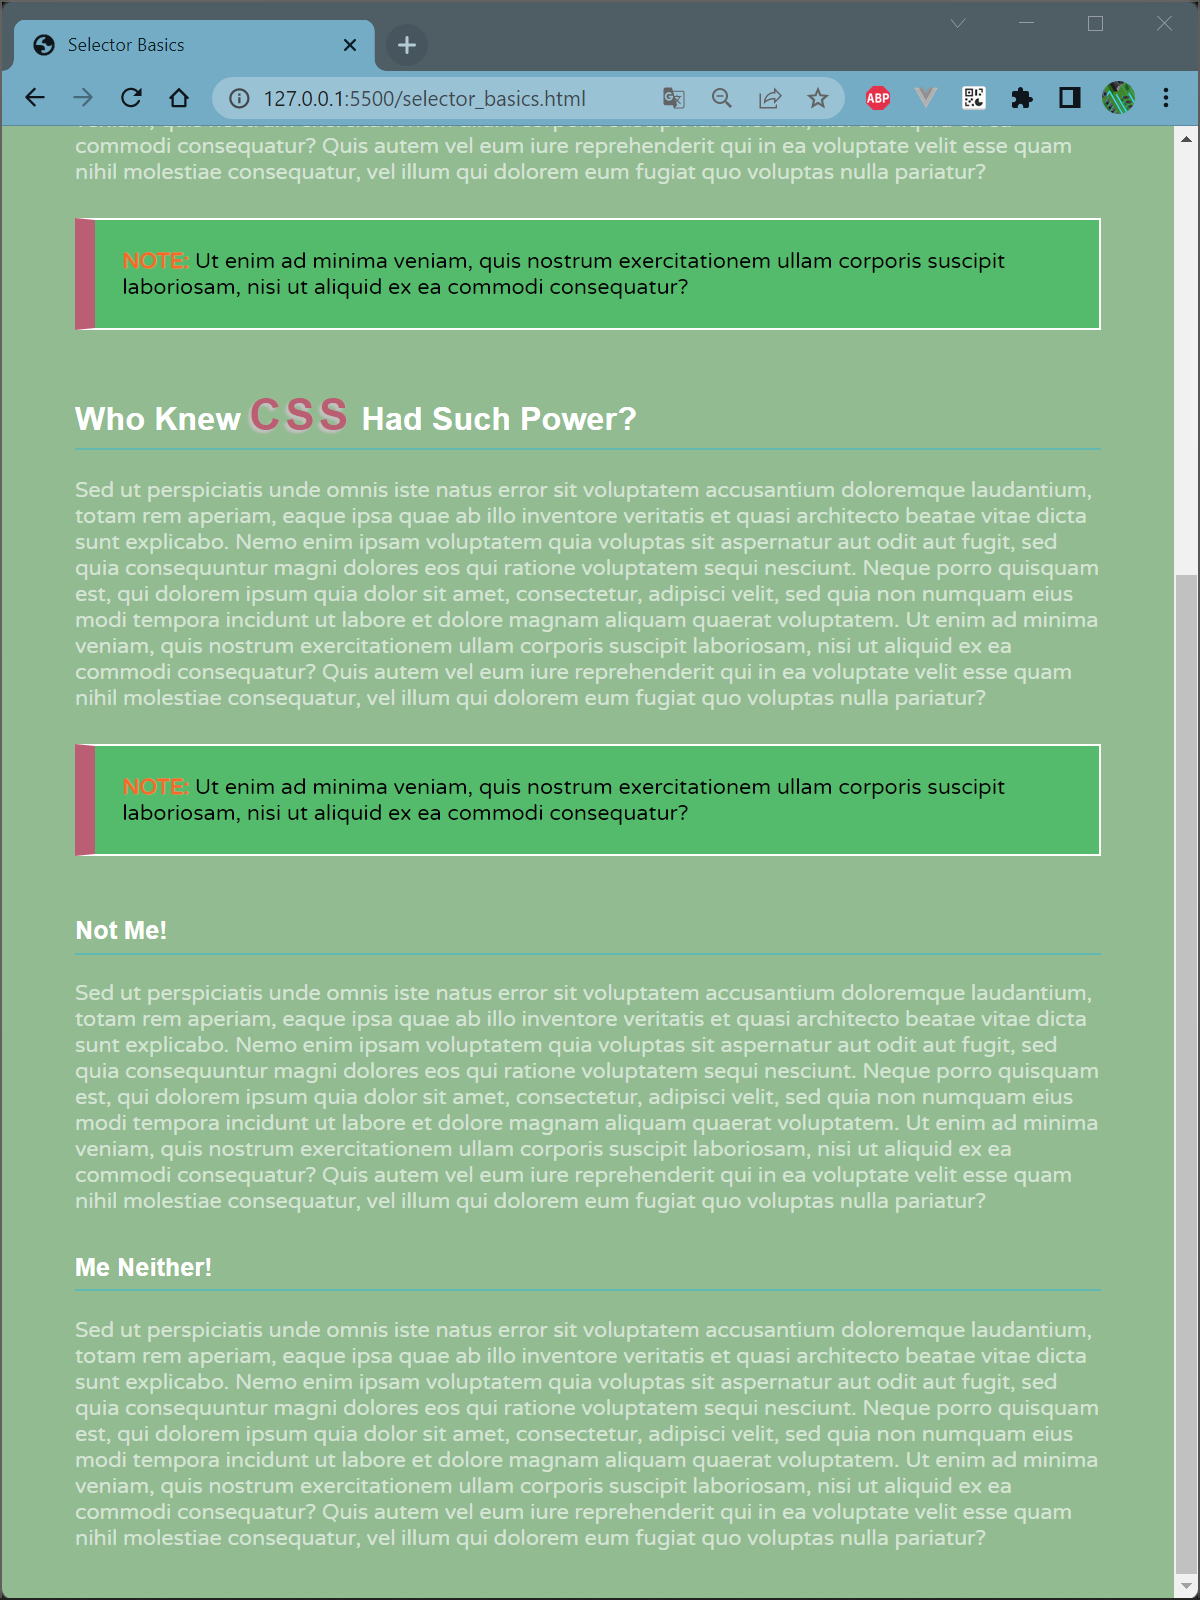 Selector Basics
127.0.0.1:5500/selector_basics.html
ABP
veniam, quis nostrum exercitationem ullam corporis suscipit laboriosam, nisi ut aliquid ex ea
commodi consequatur? Quis autem vel eum iure reprehenderit qui in ea voluptate velit esse quam
nihil molestiae consequatur, vel illum qui dolorem eum fugiat quo voluptas nulla pariatur?
NOTE: Ut enim ad minima veniam, quis nostrum exercitationem ullam corporis suscipit
laboriosam, nisi ut aliquid ex ea commodi consequatur?
Who Knew CSS Had Such Power?
Sed ut perspiciatis unde omnis iste natus error sit voluptatem accusantium doloremque laudantium,
totam rem aperiam, eaque ipsa quae ab illo inventore veritatis et quasi architecto beatae vitae dicta
sunt explicabo. Nemo enim ipsam voluptatem quia voluptas sit aspernatur aut odit aut fugit, sed
quia consequuntur magni dolores eos qui ratione voluptatem sequi nesciunt. Neque porro quisquam
est, qui dolorem ipsum quia dolor sit amet, consectetur, adipisci velit, sed quia non numquam eius
modi tempora incidunt ut labore et dolore magnam aliquam quaerat voluptatem. Ut enim ad minima
veniam, quis nostrum exercitationem ullam corporis suscipit laboriosam, nisi ut aliquid ex ea
commodi consequatur? Quis autem vel eum iure reprehenderit qui in ea voluptate velit esse quam
nihil molestiae consequatur, vel illum qui dolorem eum fugiat quo voluptas nulla pariatur?
NOTE: Ut enim ad minima veniam, quis nostrum exercitationem ullam corporis suscipit
laboriosam, nisi ut aliquid ex ea commodi consequatur?
Not Me!
Sed ut perspiciatis unde omnis iste natus error sit voluptatem accusantium doloremque laudantium,
totam rem aperiam, eaque ipsa quae ab illo inventore veritatis et quasi architecto beatae vitae dicta
sunt explicabo. Nemo enim ipsam voluptatem quia voluptas sit aspernatur aut odit aut fugit, sed
quia consequuntur magni dolores eos qui ratione voluptatem sequi nesciunt. Neque porro quisquam
est, qui dolorem ipsum quia dolor sit amet, consectetur, adipisci velit, sed quia non numquam eius
modi tempora incidunt ut labore et dolore magnam aliquam quaerat voluptatem. Ut enim ad minima
veniam, quis nostrum exercitationem ullam corporis suscipit laboriosam, nisi ut aliquid ex ea
commodi consequatur? Quis autem vel eum iure reprehenderit qui in ea voluptate velit esse quam
nihil molestiae consequatur, vel illum qui dolorem eum fugiat quo voluptas nulla pariatur?
Me Neither!
Sed ut perspiciatis unde omnis iste natus error sit voluptatem accusantium doloremque laudantium,
totam rem aperiam, eaque ipsa quae ab illo inventore veritatis et quasi architecto beatae vitae dicta
sunt explicabo. Nemo enim ipsam voluptatem quia voluptas sit aspernatur aut odit aut fugit, sed
quia consequuntur magni dolores eos qui ratione voluptatem sequi nesciunt. Neque porro quisquam
est, qui dolorem ipsum quia dolor sit amet, consectetur, adipisci velit, sed quia non numquam eius
modi tempora incidunt ut labore et dolore magnam aliquam quaerat voluptatem. Ut enim ad minima
veniam, quis nostrum exercitationem ullam corporis suscipit laboriosam, nisi ut aliquid ex ea
commodi consequatur? Quis autem vel eum iure reprehenderit qui in ea voluptate velit esse quam
nihil molestiae consequatur, vel illum qui dolorem eum fugiat quo voluptas nulla pariatur?